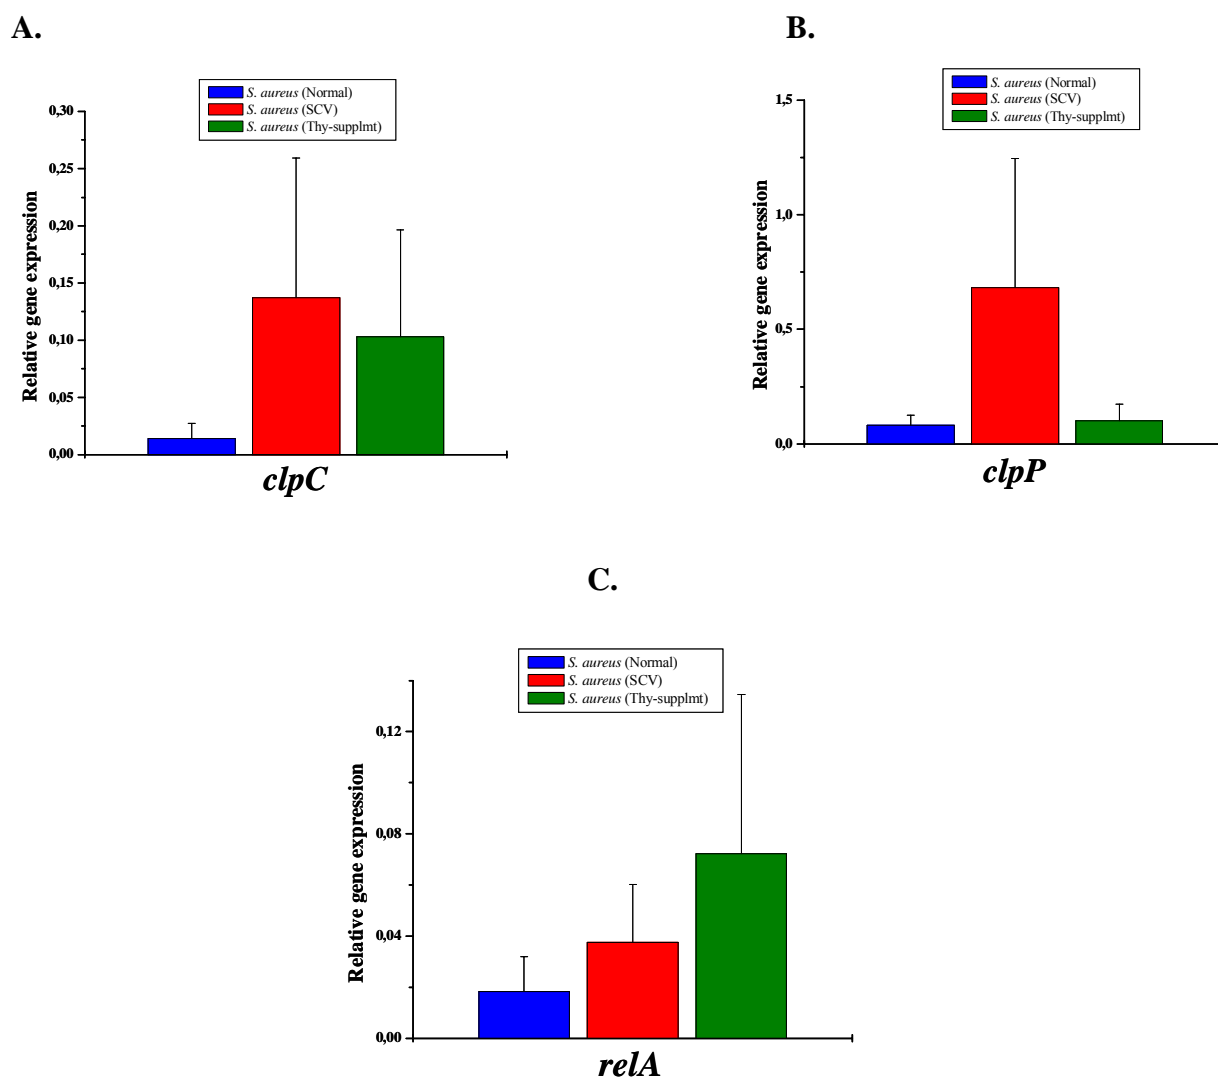 A.
S. aureus (Normal)
S. aureus (SCV)
S. aureus (Thy-supplmt)
0,30
0,25
0,20
0,15
0,10
0,05
0,00
Relative gene expression
clpC
B.
S. aureus (Normal)
S. aureus (SCV)
S. aureus (Thy-supplmt)
1,5
1,0
0,5
0,0
Relative gene expression
clpP
C.
S. aureus (Normal)
S. aureus (SCV)
S. aureus (Thy-supplmt)
0,12
0,08
0,04
0,00
Relative gene expression
relA